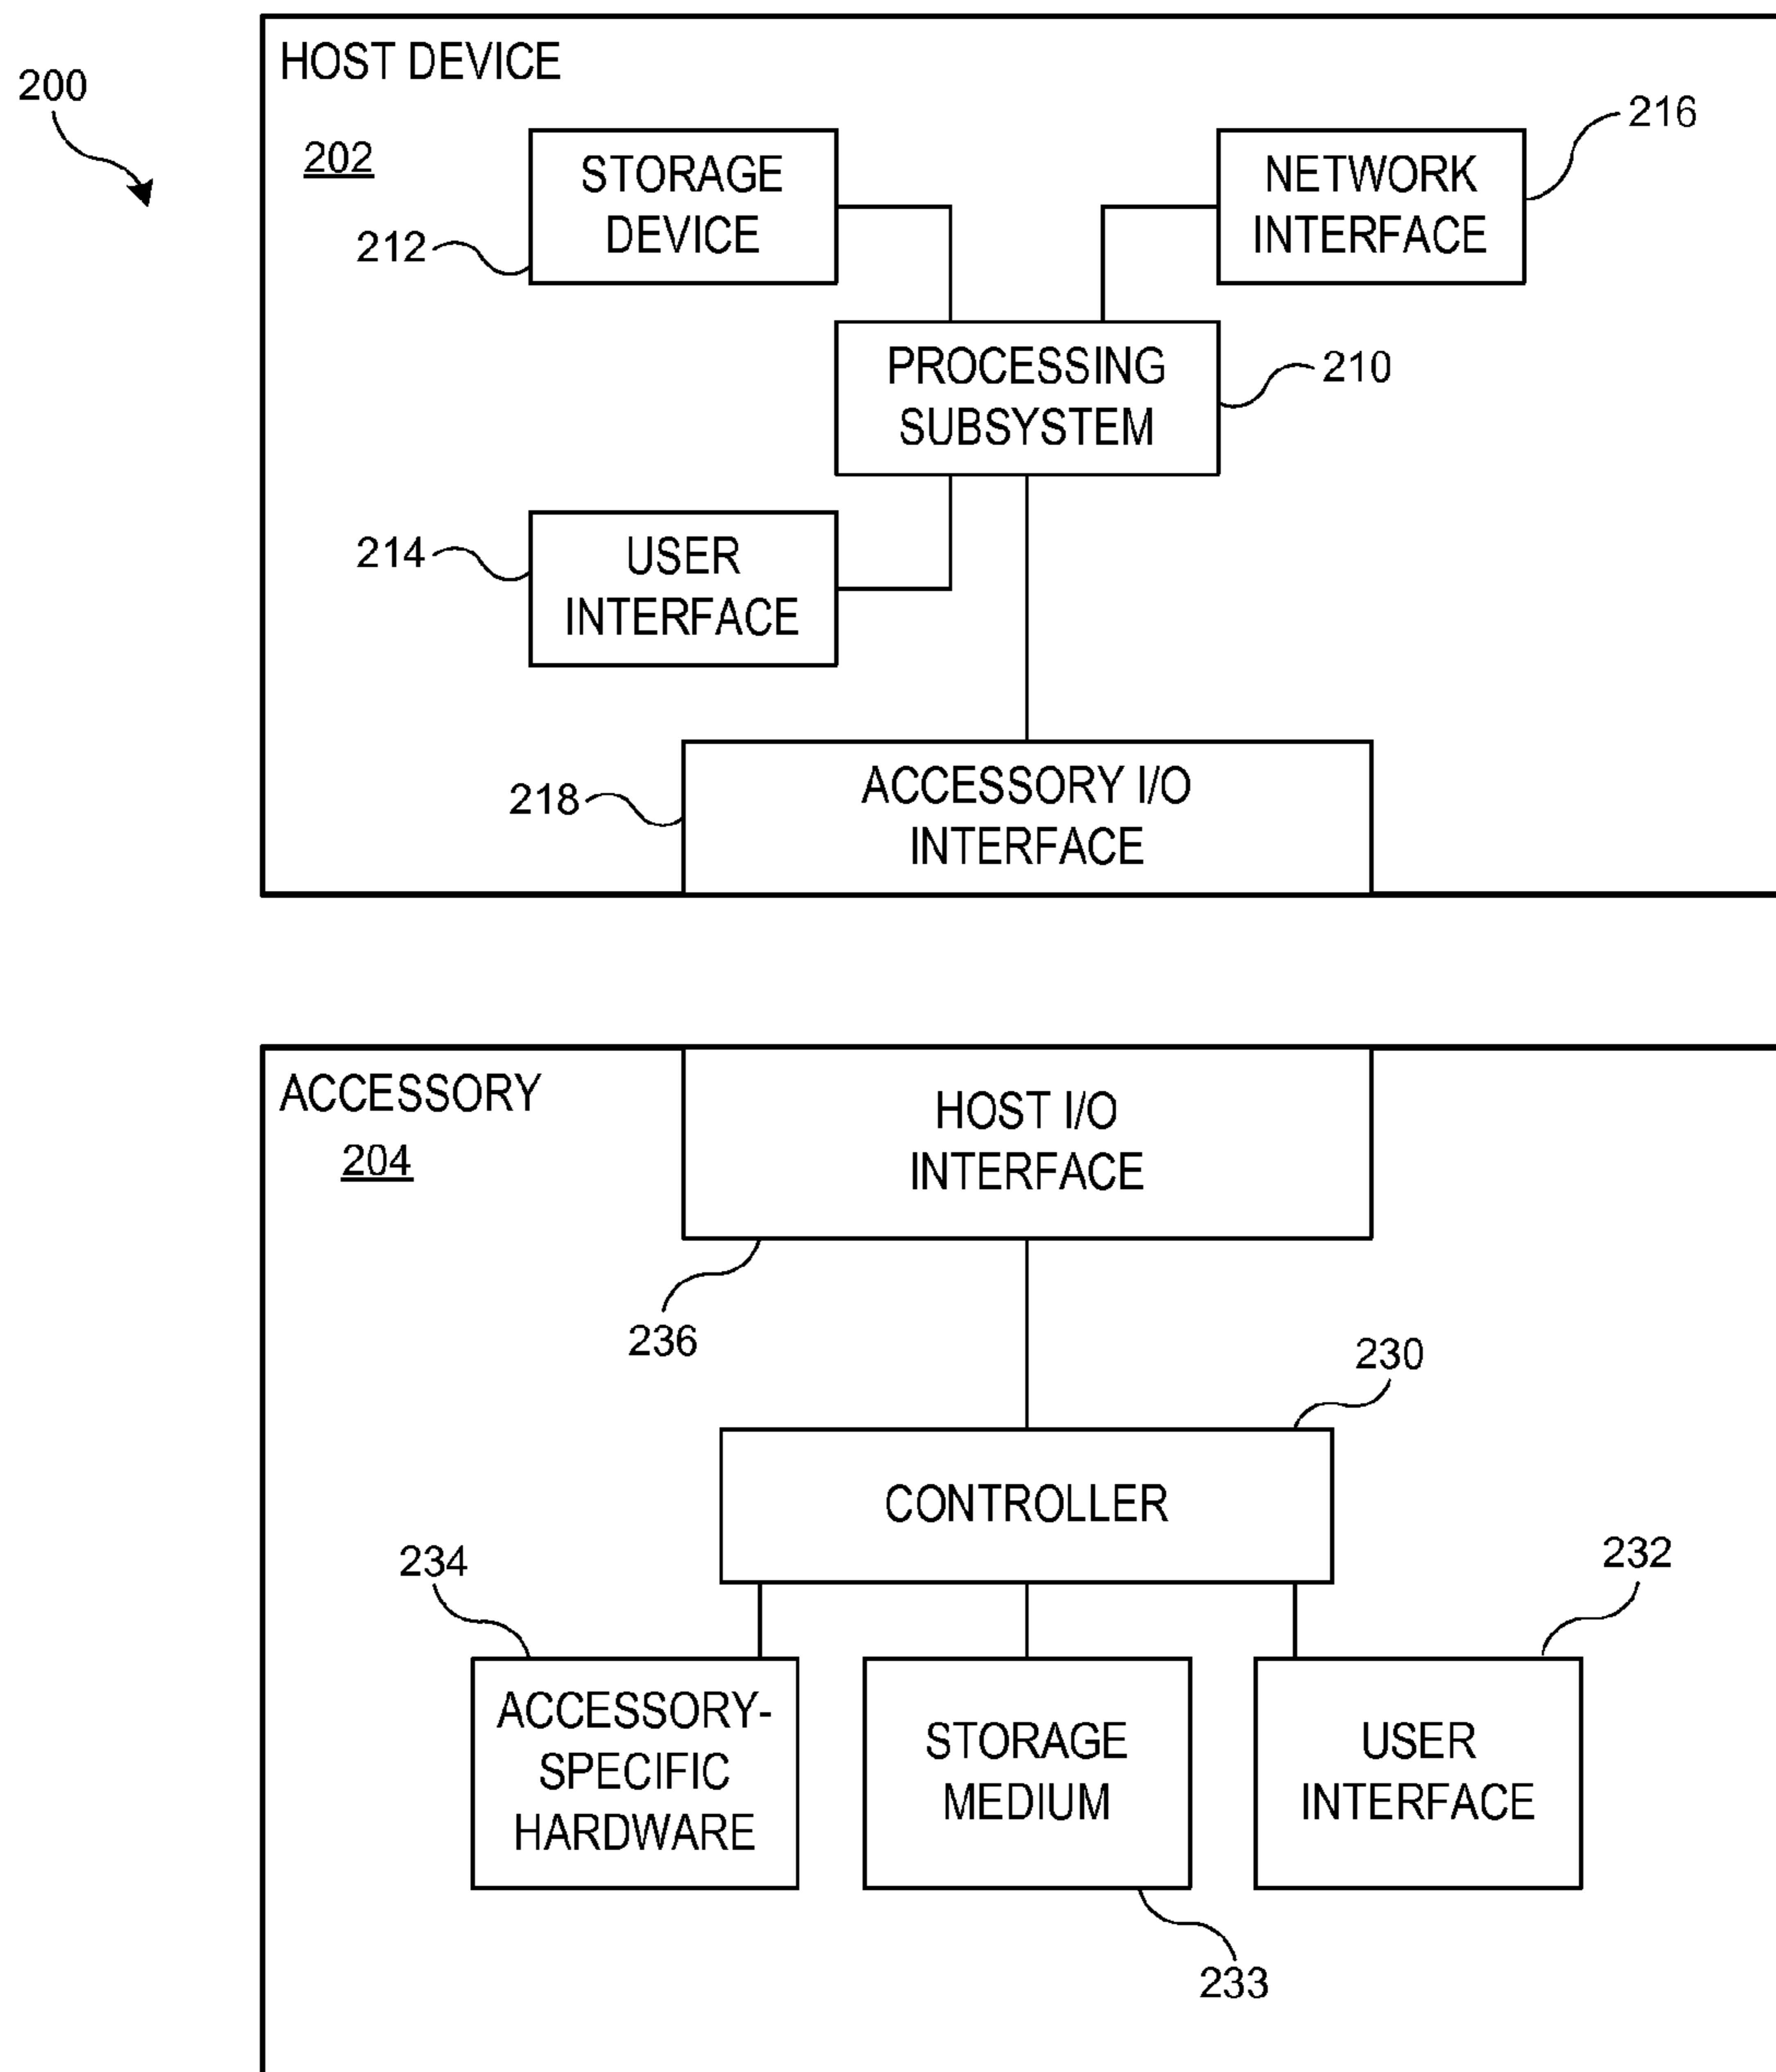 200
HOST DEVICE
202
STORAGE
DEVICE
212
NETWORK
INTERFACE
216
PROCESSING
SUBSYSTEM
210
USER
INTERFACE
214
ACCESSORY I/O
INTERFACE
218
ACCESSORY
204
HOST I/O
INTERFACE
236
230
CONTROLLER
234
232
ACCESSORY-
SPECIFIC
HARDWARE
STORAGE
MEDIUM
USER
INTERFACE
233